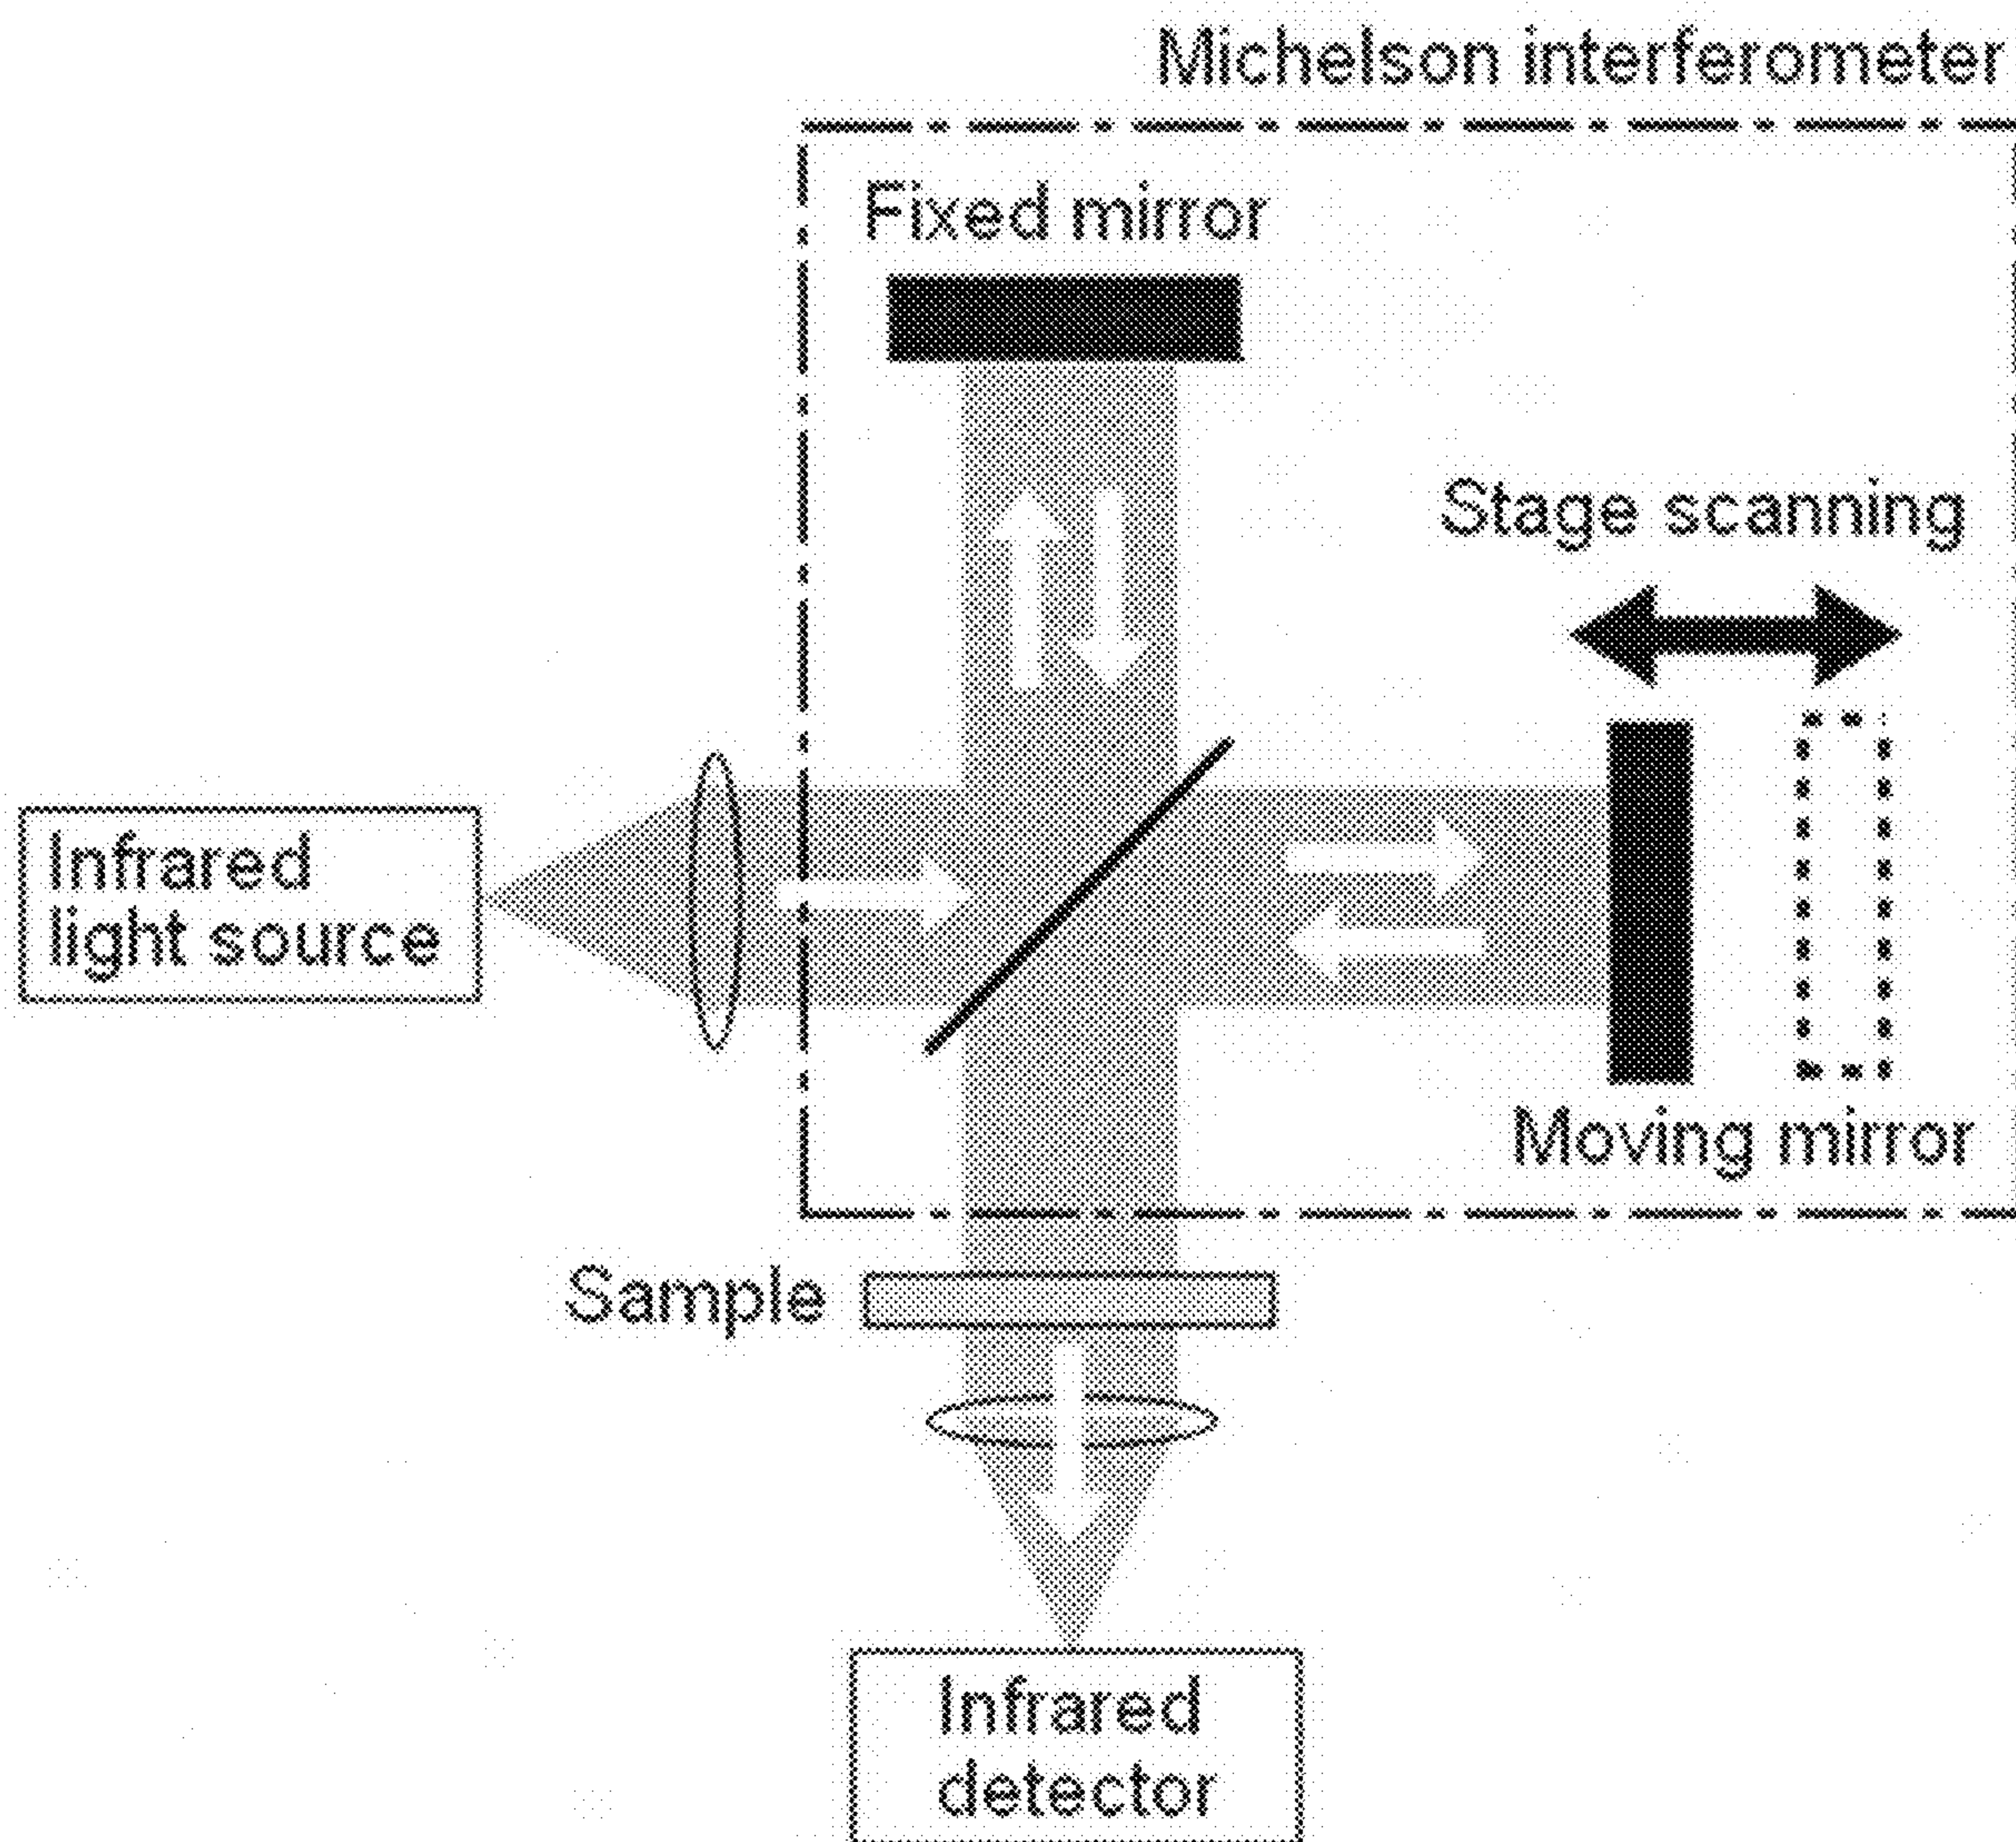 Michelson interferometer
Fixed mirror
Stage scanning
Infrared
light source
Moving mirror
Sample
Infrared
detector